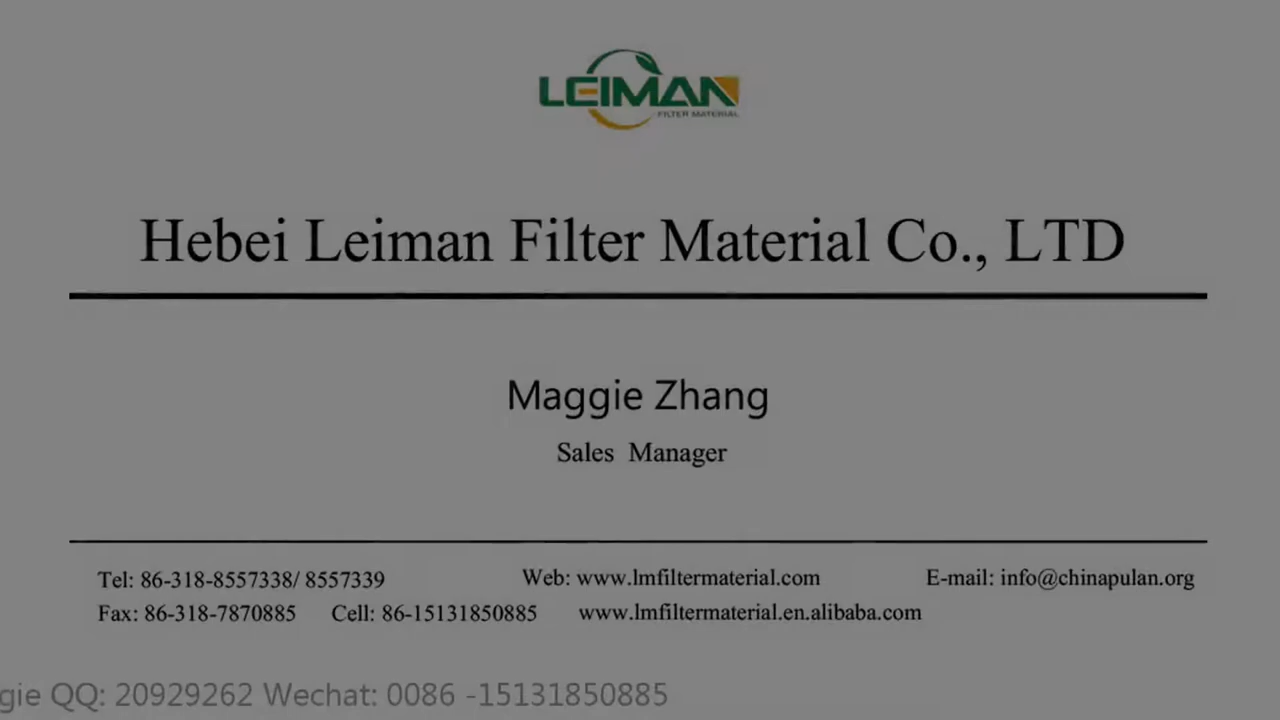 LEIMAN
FILTER MATERIAL
Hebei Leiman Filter Material Co., LTD
Maggie Zhang
Sales Manager
Tel: 86-318-8557338/ 8557339 Web: www.lmfiltermaterial.com E-mail: info@chinapulan.org
Fax: 86-318-7870885 Cell: 86-15131850885 www.lmfiltermaterial.en.alibaba.com
gie QQ: 20929262 Wechat: 0086 -15131850885